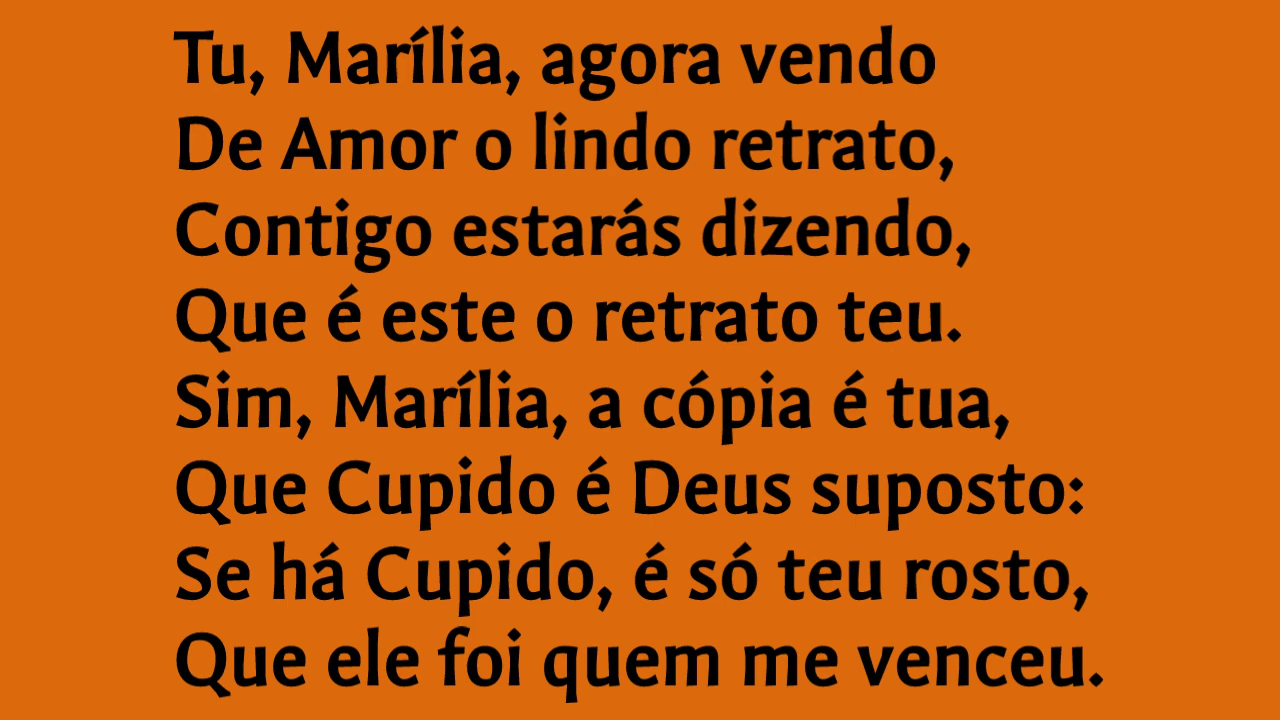 Tu, Marília, agora vendo
De Amor o lindo retrato,
Contigo estarás dizendo,
Que é este o retrato teu.
Sim, Marília, a cópia é tua,
Que Cupido é Deus suposto:
Se há Cupido, é só teu rosto,
Que ele foi quem me venceu.